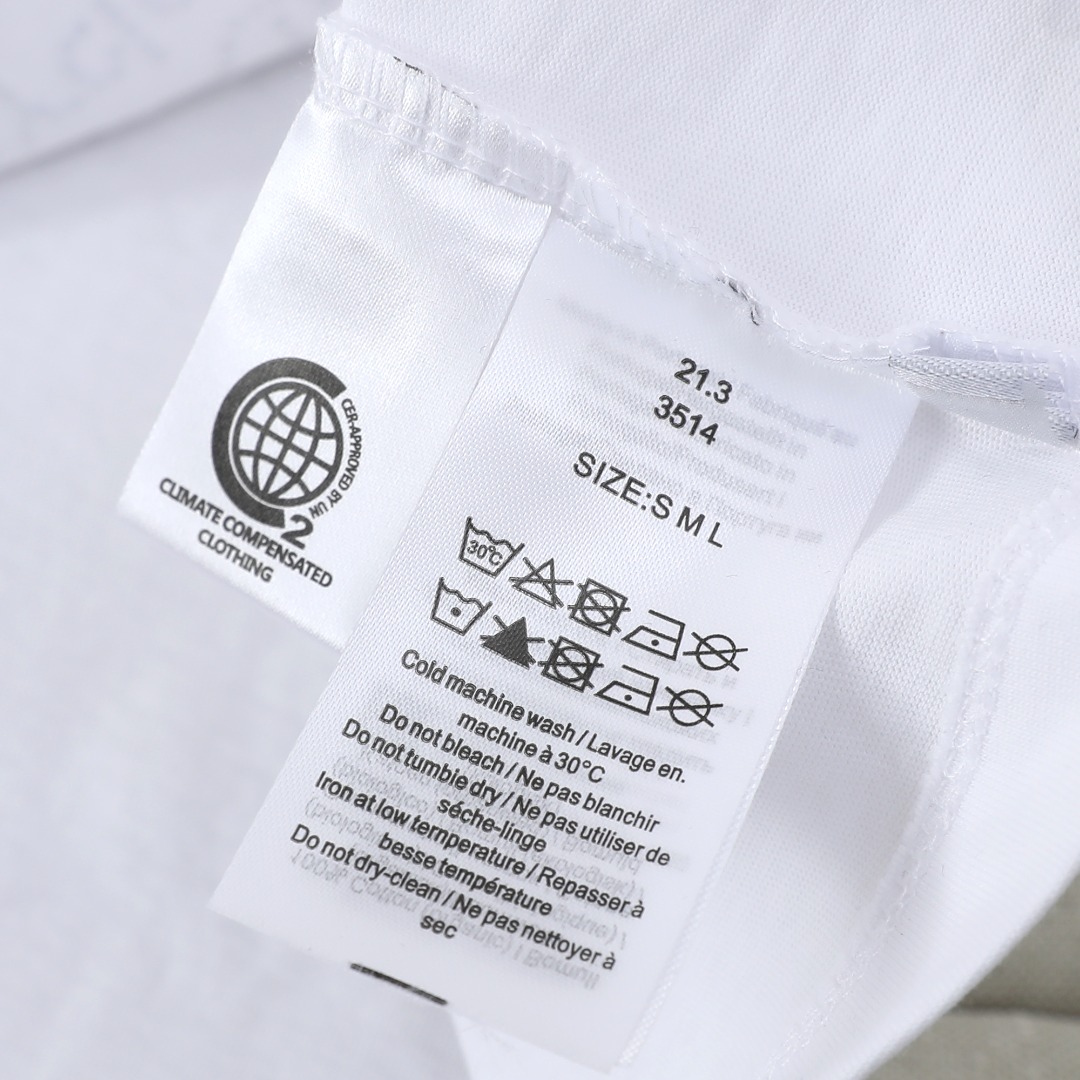 CER-APPROVED BY UN
2
CLIMATE COMPENSATED
CLOTHING
21.3
3514
SIZE:S M L
30°C
Cold machine wash / Lavage en.
machine à 30°C
Do not bleach / Ne pas blanchir
Do not tumbie dry / Ne pas utiliser de
séche-linge
Iron at low temperature / Repasser à
besse température
Do not dry-clean / Ne pas nettoyer à
sec